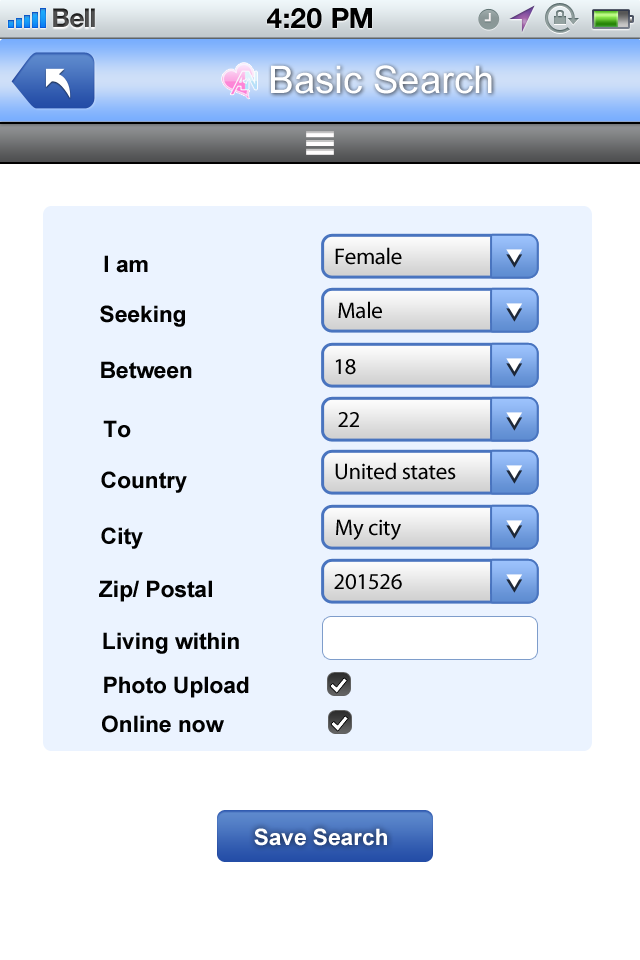 Bell 4:20 PM
AN Basic Search
I am Female
Seeking Male
Between 18
To 22
Country United states
City My city
Zip/ Postal 201526
Living within
Photo Upload
Online now
Save Search